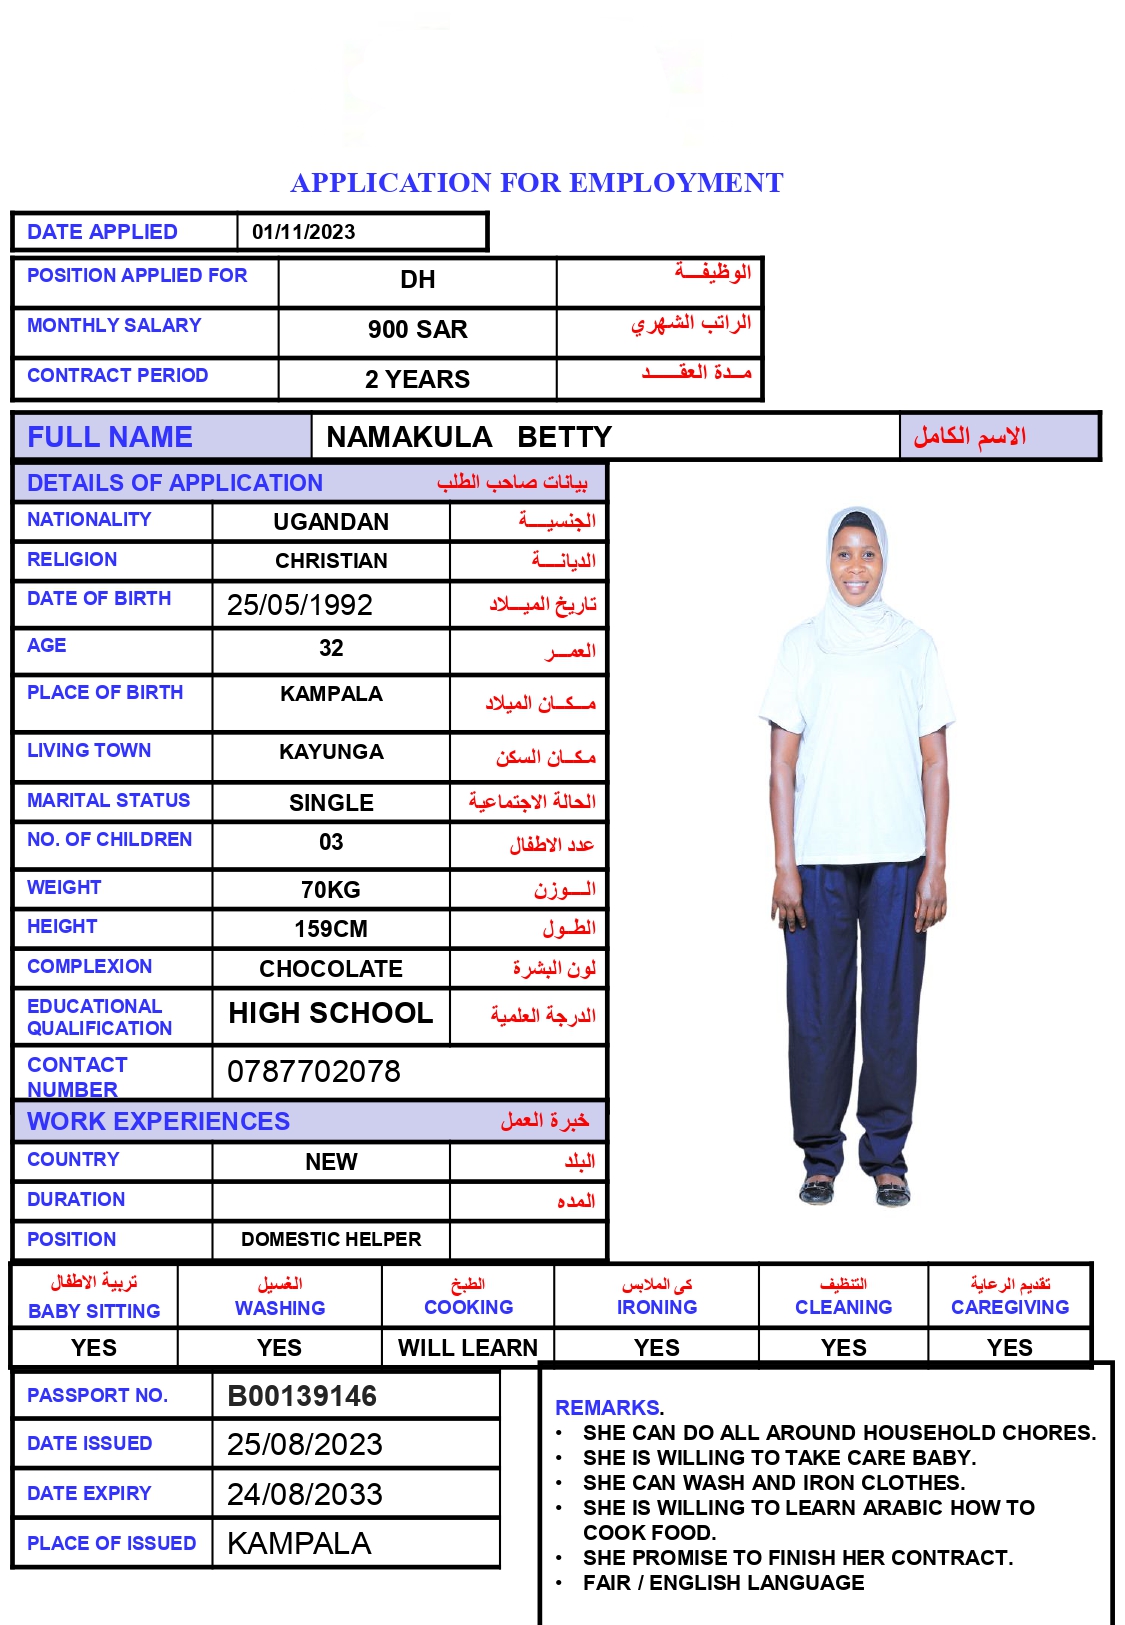 APPLICATION FOR EMPLOYMENT
DATE APPLIED 01/11/2023
POSITION APPLIED FOR DH الوظيفـــة
MONTHLY SALARY 900 SAR الراتب الشهري
CONTRACT PERIOD 2 YEARS مــدة العقــــــد
FULL NAME NAMAKULA BETTY الاسم الكامل
DETAILS OF APPLICATION بيانات صاحب الطلب
NATIONALITY UGANDAN الجنسيــــة
RELIGION CHRISTIAN الديانــــة
DATE OF BIRTH 25/05/1992 تاريخ الميـــلاد
AGE 32 العمـــر
PLACE OF BIRTH KAMPALA مــكــان الميلاد
LIVING TOWN KAYUNGA مكــان السكن
MARITAL STATUS SINGLE الحالة الاجتماعية
NO. OF CHILDREN 03 عدد الاطفال
WEIGHT 70KG الــــوزن
HEIGHT 159CM الطــول
COMPLEXION CHOCOLATE لون البشرة
EDUCATIONAL QUALIFICATION HIGH SCHOOL الدرجة العلمية
CONTACT NUMBER 0787702078
WORK EXPERIENCES خبرة العمل
COUNTRY NEW البلد
DURATION المده
POSITION DOMESTIC HELPER
تربية الاطفال الغسيل الطبخ كى الملابس التنظيف تقديم الرعاية
BABY SITTING WASHING COOKING IRONING CLEANING CAREGIVING
YES YES WILL LEARN YES YES YES
PASSPORT NO. B00139146
DATE ISSUED 25/08/2023
DATE EXPIRY 24/08/2033
PLACE OF ISSUED KAMPALA
REMARKS.
• SHE CAN DO ALL AROUND HOUSEHOLD CHORES.
• SHE IS WILLING TO TAKE CARE BABY.
• SHE CAN WASH AND IRON CLOTHES.
• SHE IS WILLING TO LEARN ARABIC HOW TO
COOK FOOD.
• SHE PROMISE TO FINISH HER CONTRACT.
• FAIR / ENGLISH LANGUAGE